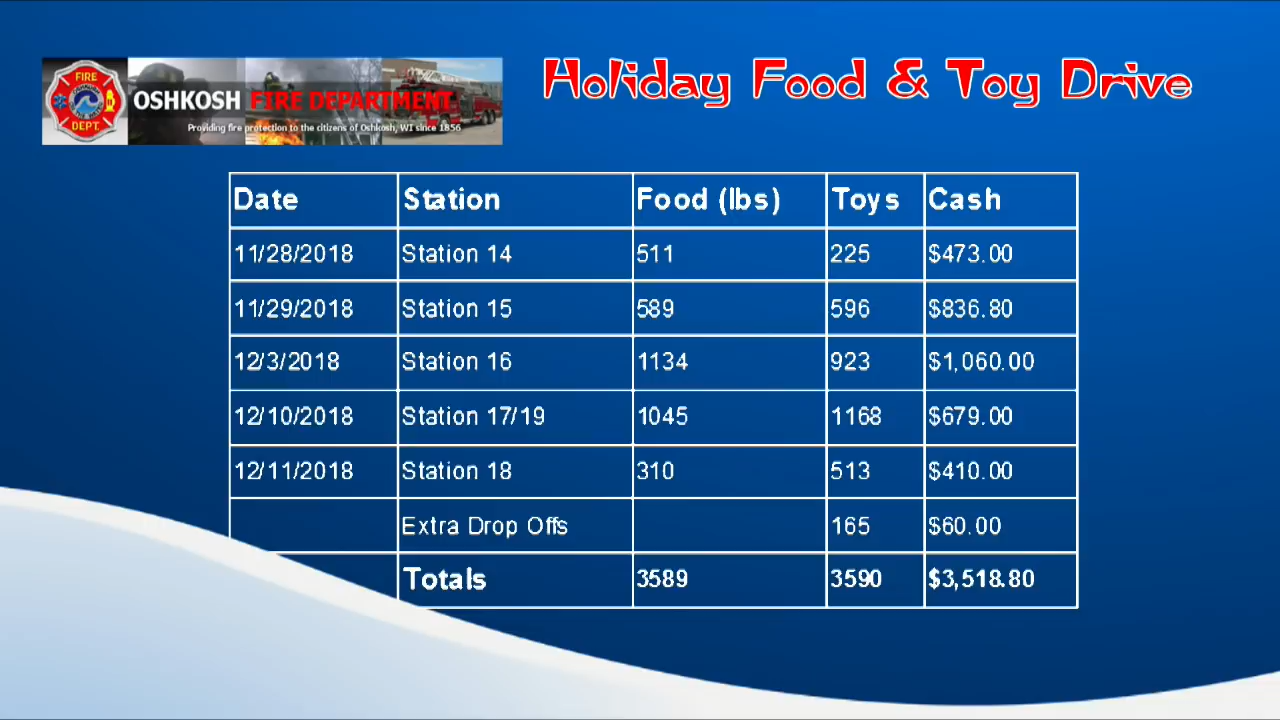 Holiday Food & Toy Drive
FIRE
DEPT.
OSHKOSH FIRE DEPARTMENT
Providing fire protection to the citizens of Oshkosh, WI since 1856
Date Station Food (lbs) Toys Cash
11/28/2018 Station 14 511 225 $473.00
11/29/2018 Station 15 589 596 $836.80
12/3/2018 Station 16 1134 923 $1,060.00
12/10/2018 Station 17/19 1045 1168 $679.00
12/11/2018 Station 18 310 513 $410.00
Extra Drop Offs 165 $60.00
Totals 3589 3590 $3,518.80